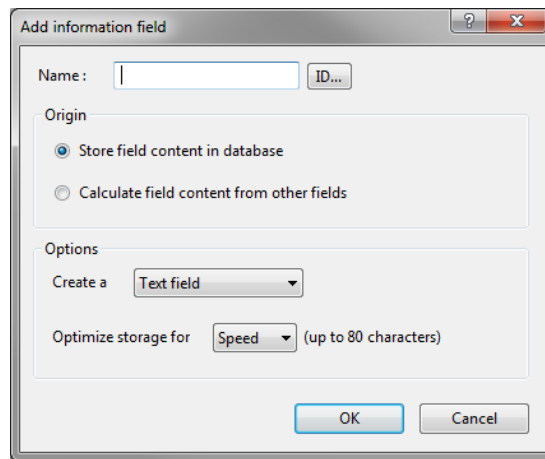 Add information field
Name : ID...
Origin
Store field content in database
Calculate field content from other fields
Options
Create a Text field
Optimize storage for Speed (up to 80 characters)
OK Cancel